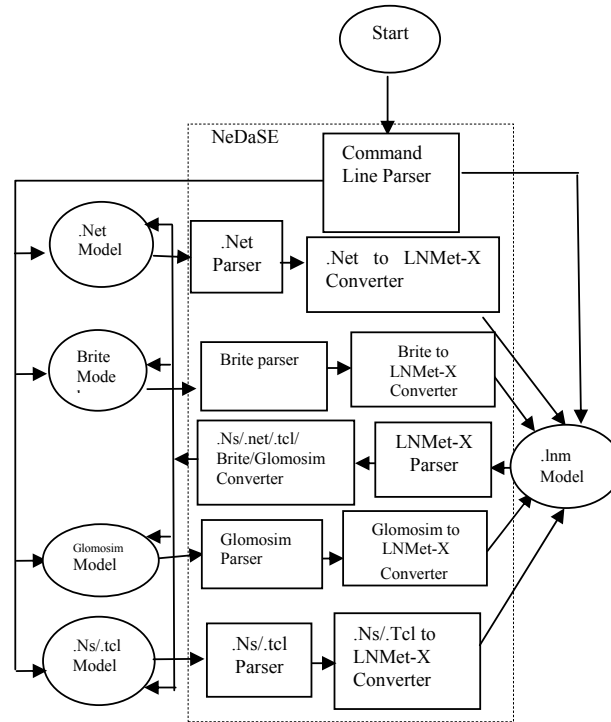 Start
NeDaSE
Command
Line Parser
.Net
Model
.Net
Parser
.Net to LNMet-X
Converter
Brite
Mode
Brite parser
Brite to
LNMet-X
Converter
.Ns/.net/.tcl/
Brite/Glomosim
Converter
LNMet-X
Parser
.lnm
Model
Glomosim
Model
Glomosim
Parser
Glomosim to
LNMet-X
Converter
.Ns/.tcl
Model
.Ns/.tcl
Parser
.Ns/.Tcl to
LNMet-X
Converter